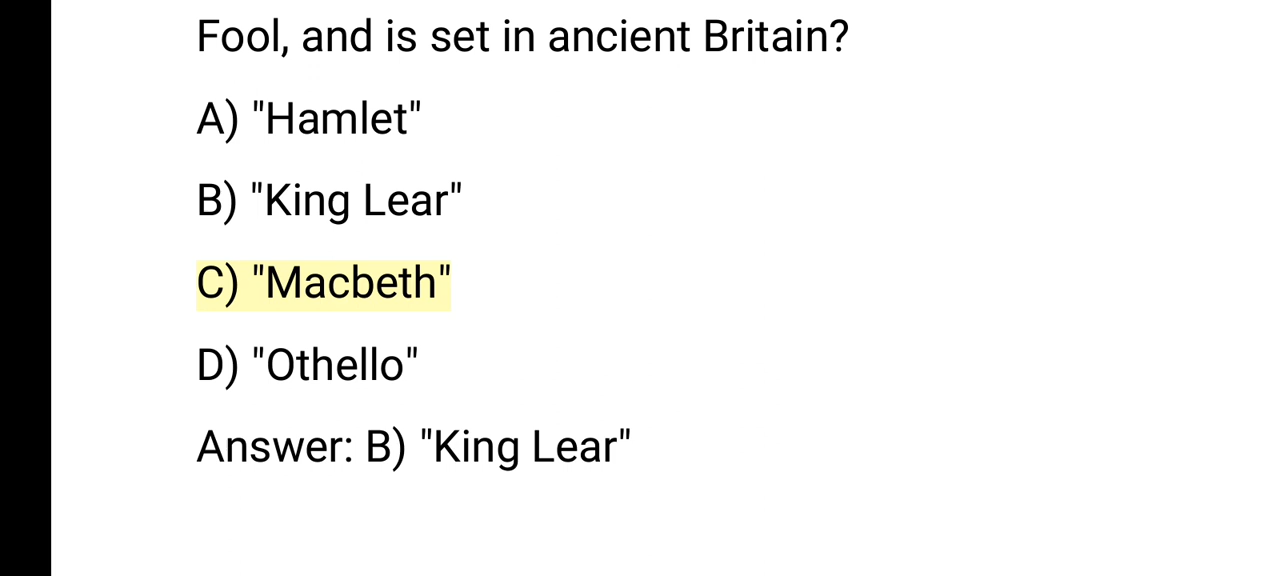 Fool, and is set in ancient Britain?
A) "Hamlet"
B) "King Lear"
C) "Macbeth"
D) "Othello"
Answer: B) "King Lear"